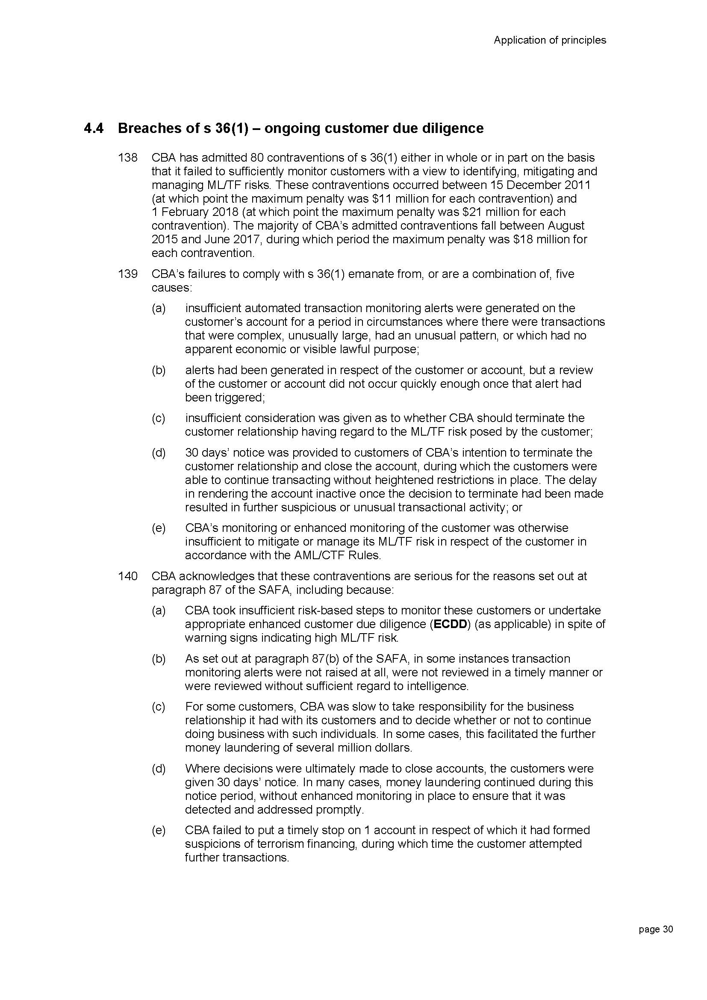 Application of principles
4.4 Breaches of s 36(1) – ongoing customer due diligence
138 CBA has admitted 80 contraventions of s 36(1) either in whole or in part on the basis
that it failed to sufficiently monitor customers with a view to identifying, mitigating and
managing ML/TF risks. These contraventions occurred between 15 December 2011
(at which point the maximum penalty was $11 million for each contravention) and
1 February 2018 (at which point the maximum penalty was $21 million for each
contravention). The majority of CBA's admitted contraventions fall between August
2015 and June 2017, during which period the maximum penalty was $18 million for
each contravention.
139 CBA's failures to comply with s 36(1) emanate from, or are a combination of, five
causes:
(a) insufficient automated transaction monitoring alerts were generated on the
customer's account for a period in circumstances where there were transactions
that were complex, unusually large, had an unusual pattern, or which had no
apparent economic or visible lawful purpose;
(b) alerts had been generated in respect of the customer or account, but a review
of the customer or account did not occur quickly enough once that alert had
been triggered;
(c) insufficient consideration was given as to whether CBA should terminate the
customer relationship having regard to the ML/TF risk posed by the customer;
(d) 30 days' notice was provided to customers of CBA's intention to terminate the
customer relationship and close the account, during which the customers were
able to continue transacting without heightened restrictions in place. The delay
in rendering the account inactive once the decision to terminate had been made
resulted in further suspicious or unusual transactional activity; or
(e) CBA's monitoring or enhanced monitoring of the customer was otherwise
insufficient to mitigate or manage its ML/TF risk in respect of the customer in
accordance with the AML/CTF Rules.
140 CBA acknowledges that these contraventions are serious for the reasons set out at
paragraph 87 of the SAFA, including because:
(a) CBA took insufficient risk-based steps to monitor these customers or undertake
appropriate enhanced customer due diligence (ECDD) (as applicable) in spite of
warning signs indicating high ML/TF risk.
(b) As set out at paragraph 87(b) of the SAFA, in some instances transaction
monitoring alerts were not raised at all, were not reviewed in a timely manner or
were reviewed without sufficient regard to intelligence.
(c) For some customers, CBA was slow to take responsibility for the business
relationship it had with its customers and to decide whether or not to continue
doing business with such individuals. In some cases, this facilitated the further
money laundering of several million dollars.
(d) Where decisions were ultimately made to close accounts, the customers were
given 30 days' notice. In many cases, money laundering continued during this
notice period, without enhanced monitoring in place to ensure that it was
detected and addressed promptly.
(e) CBA failed to put a timely stop on 1 account in respect of which it had formed
suspicions of terrorism financing, during which time the customer attempted
further transactions.
page 30